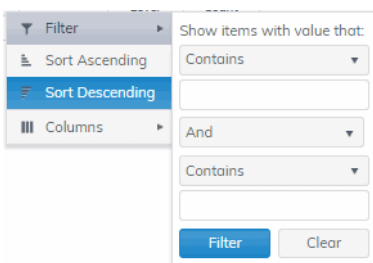 Filter
Sort Ascending
Sort Descending
Columns
Show items with value that:
Contains
And
Contains
Filter
Clear